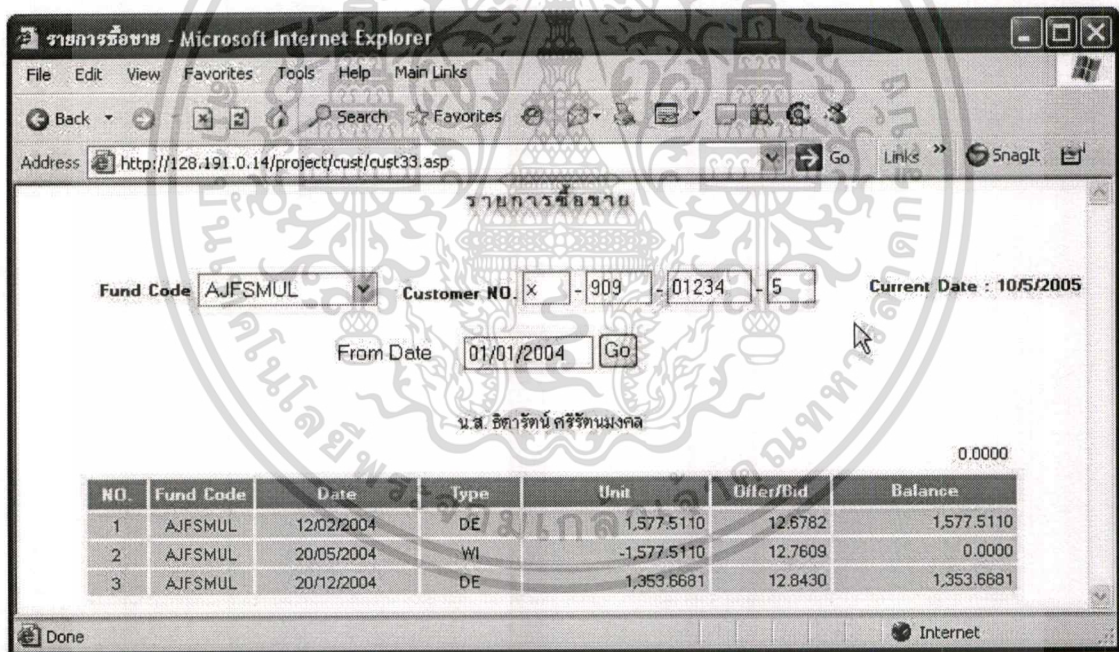 รายการซื้อขาย - Microsoft Internet Explorer
File Edit View Favorites Tools Help Main Links
Back Search Favorites
Address http://128.191.0.14/project/cust/cust33.asp Go Links » SnagIt
รายการซื้อขาย
Fund Code AJFSMUL Customer NO. x - 909 - 01234 - 5 Current Date : 10/5/2005
From Date 01/01/2004 Go
น.ส. ธิดารัตน์ ศรีรัตนมงคล
0.0000
NO. Fund Code Date Type Unit Offer/Bid Balance
1 AJFSMUL 12/02/2004 DE 1,577.5110 12.6782 1,577.5110
2 AJFSMUL 20/05/2004 WI -1,577.5110 12.7609 0.0000
3 AJFSMUL 20/12/2004 DE 1,353.6681 12.8430 1,353.6681
Done Internet